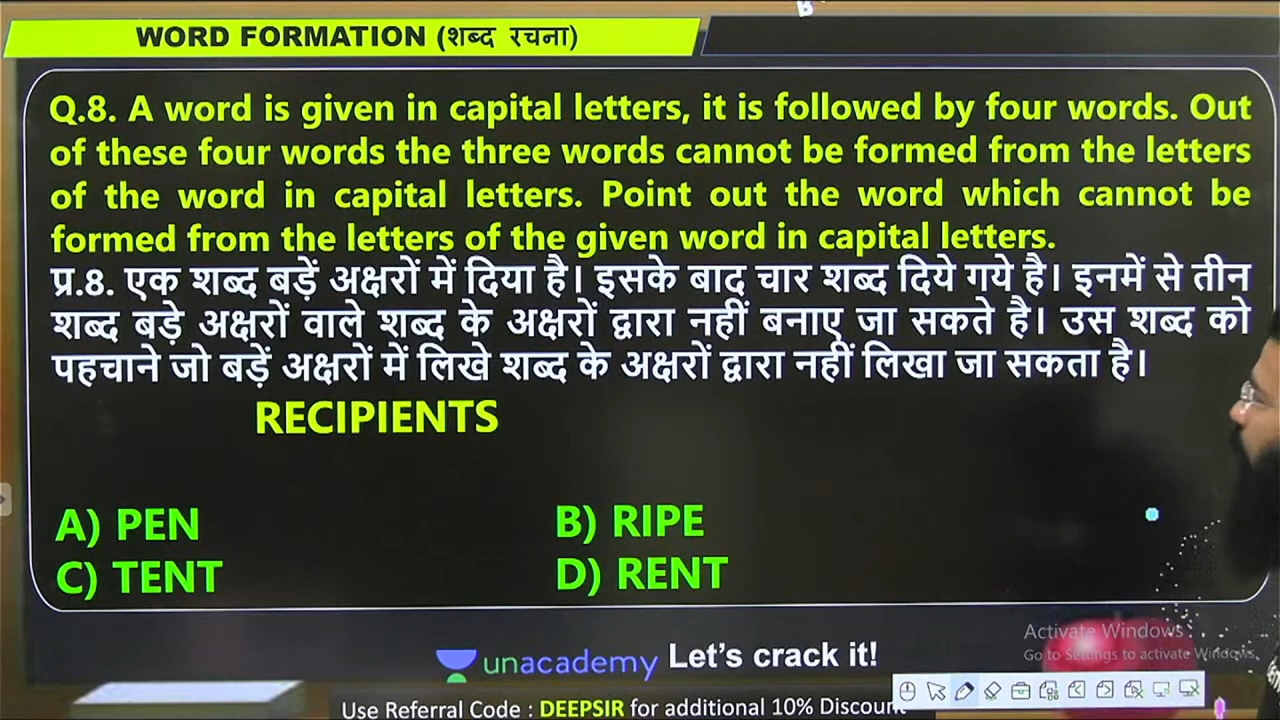 WORD FORMATION (शब्द रचना)
Q.8. A word is given in capital letters, it is followed by four words. Out
of these four words the three words cannot be formed from the letters
of the word in capital letters. Point out the word which cannot be
formed from the letters of the given word in capital letters.
प्र.8. एक शब्द बड़ें अक्षरों में दिया है। इसके बाद चार शब्द दिये गये है। इनमें से तीन
शब्द बड़े अक्षरों वाले शब्द के अक्षरों द्वारा नहीं बनाए जा सकते है। उस शब्द को
पहचाने जो बड़ें अक्षरों में लिखे शब्द के अक्षरों द्वारा नहीं लिखा जा सकता है।
RECIPIENTS
A) PEN B) RIPE
C) TENT D) RENT
Activate Windows
Go to Settings to activate Windows.
unacademy Let's crack it!
Use Referral Code : DEEPSIR for additional 10% Discount